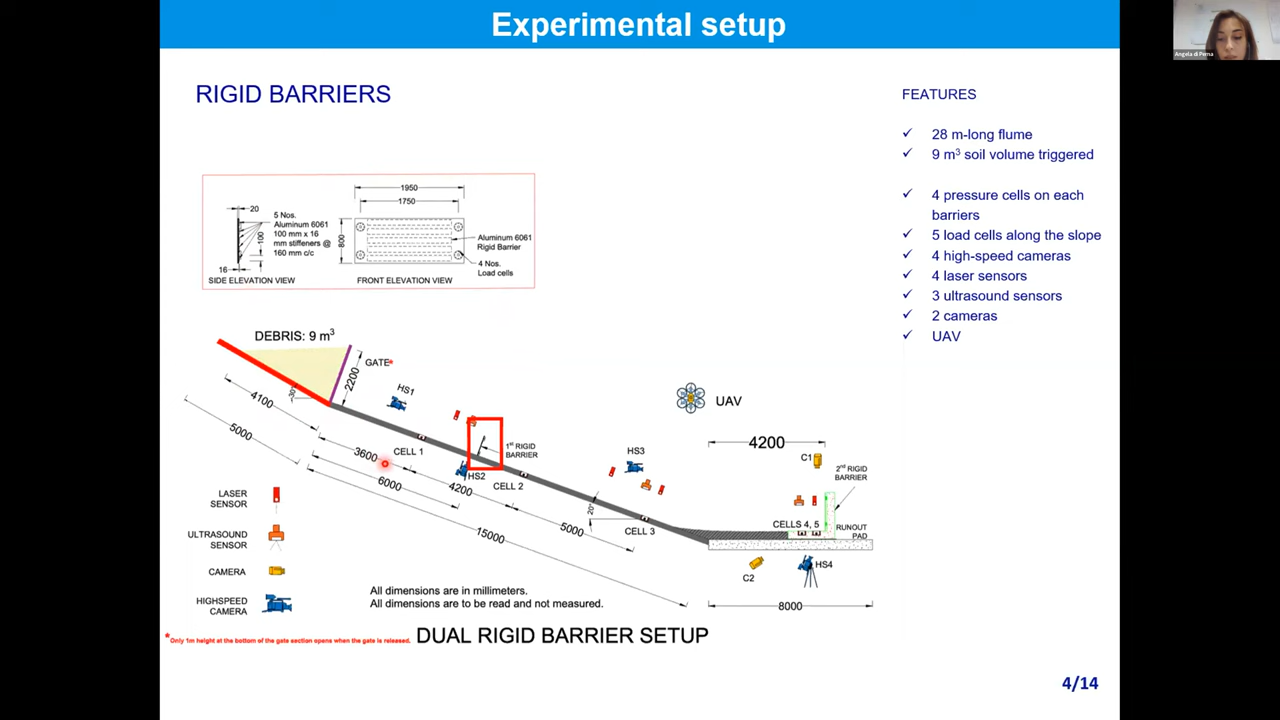 Experimental setup
Angela di Perna
RIGID BARRIERS
FEATURES
✓ 28 m-long flume
✓ 9 m³ soil volume triggered
✓ 4 pressure cells on each
barriers
✓ 5 load cells along the slope
✓ 4 high-speed cameras
✓ 4 laser sensors
✓ 3 ultrasound sensors
✓ 2 cameras
✓ UAV
20
5 Nos.
Aluminum 6061
100 mm x 16
mm stiffeners @
160 mm c/c
100
16
SIDE ELEVATION VIEW
1950
1750
800
Aluminum 6061
Rigid Barrier
4 Nos.
Load cells
FRONT ELEVATION VIEW
DEBRIS: 9 m³
GATE*
2200
30°
4100
5000
HS1
1st RIGID
BARRIER
CELL 1
3600
HS2
6000
4200
CELL 2
HS3
20°
5000
CELL 3
15000
UAV
4200
C1
2nd RIGID
BARRIER
CELLS 4, 5
RUNOUT
PAD
C2
HS4
8000
LASER
SENSOR
ULTRASOUND
SENSOR
CAMERA
HIGHSPEED
CAMERA
All dimensions are in millimeters.
All dimensions are to be read and not measured.
*Only 1m height at the bottom of the gate section opens when the gate is released.
DUAL RIGID BARRIER SETUP
4/14